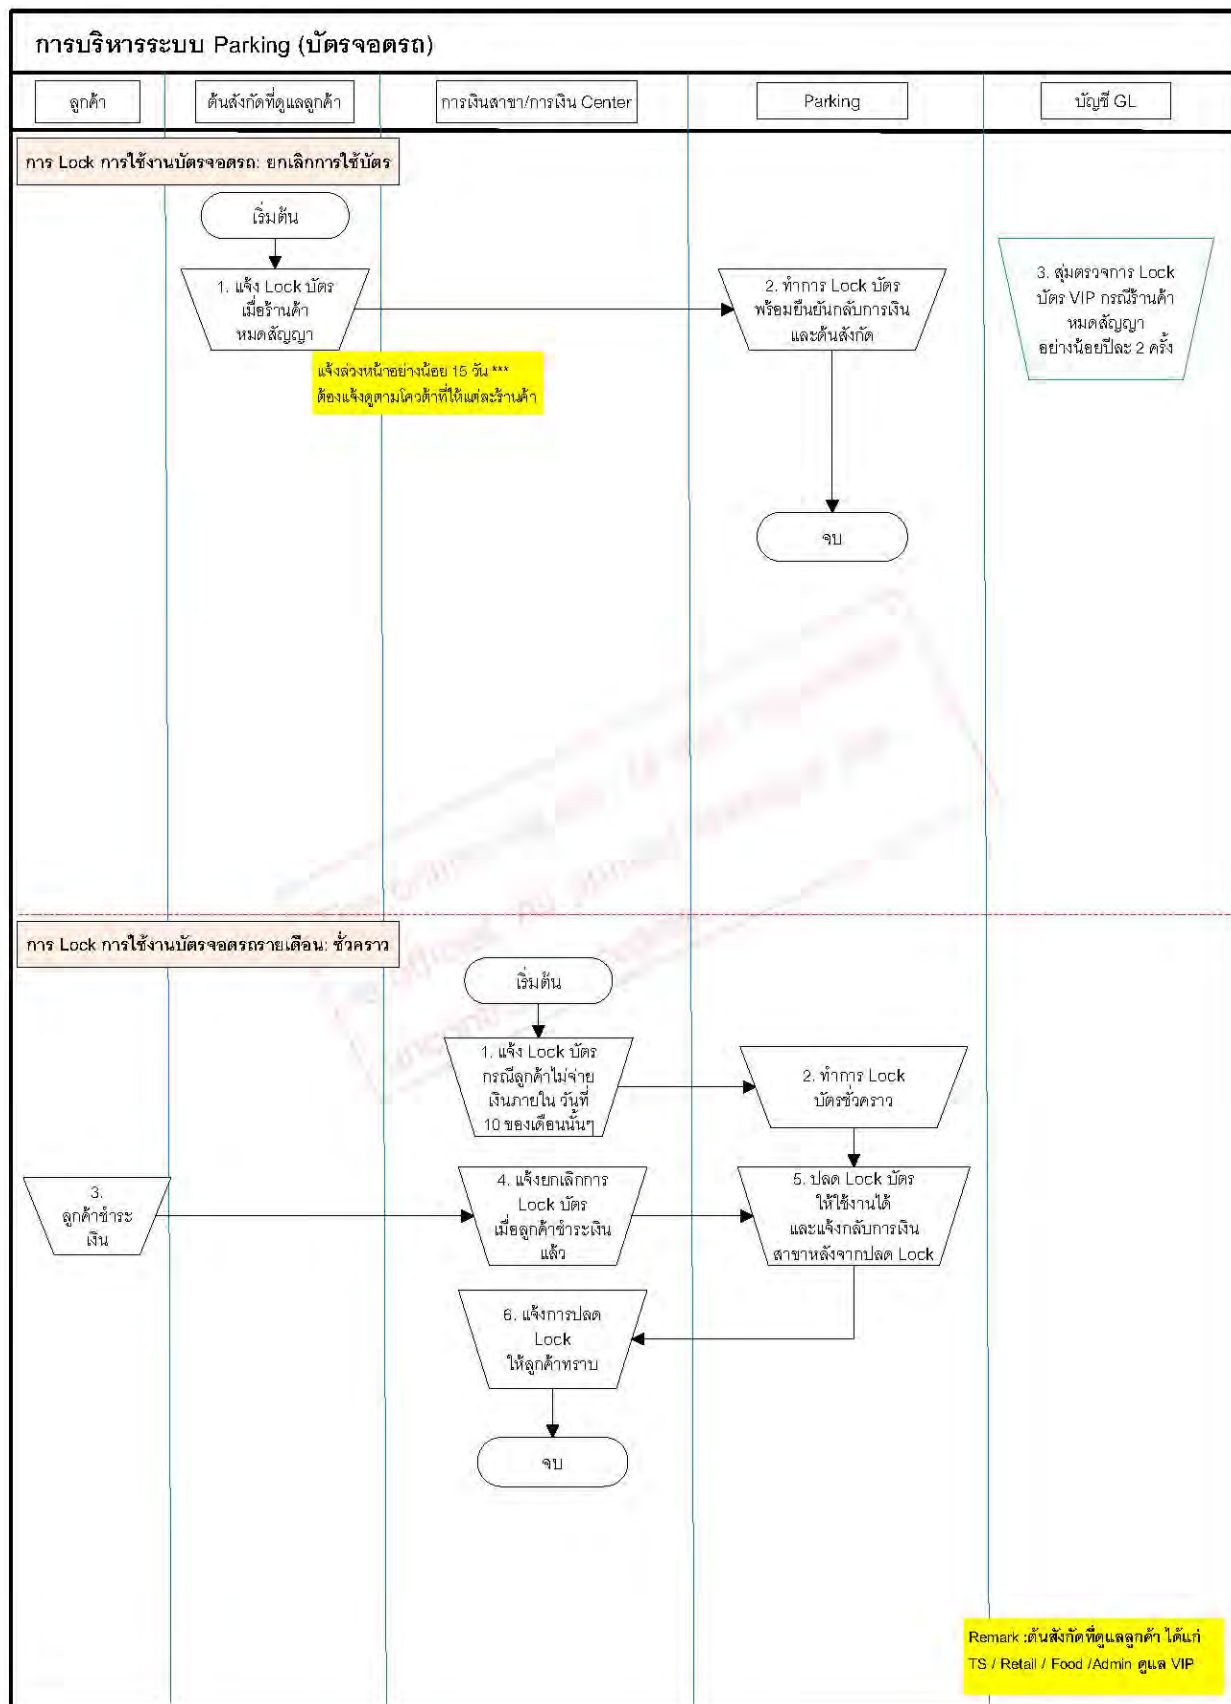 การบริหารระบบ Parking (บัตรจอดรถ)
ลูกค้า
ต้นสังกัดที่ดูแลลูกค้า
การเงินสาขา/การเงิน Center
Parking
บัญชี GL
การ Lock การใช้งานบัตรจอดรถ: ยกเลิกการใช้บัตร
เริ่มต้น
1. แจ้ง Lock บัตร
เมื่อร้านค้า
หมดสัญญา
2. ทำการ Lock บัตร
พร้อมยืนยันกลับการเงิน
และต้นสังกัด
3. สุ่มตรวจการ Lock
บัตร VIP กรณีร้านค้า
หมดสัญญา
อย่างน้อยปีละ 2 ครั้ง
แจ้งล่วงหน้าอย่างน้อย 15 วัน ***
ต้องแจ้งดูตามโควต้าที่ให้แต่ละร้านค้า
จบ
การ Lock การใช้งานบัตรจอดรถรายเดือน: ชั่วคราว
เริ่มต้น
1. แจ้ง Lock บัตร
กรณีลูกค้าไม่จ่าย
เงินภายใน วันที่
10 ของเดือนนั้นๆ
2. ทำการ Lock
บัตรชั่วคราว
3.
ลูกค้าชำระ
เงิน
4. แจ้งยกเลิกการ
Lock บัตร
เมื่อลูกค้าชำระเงิน
แล้ว
5. ปลด Lock บัตร
ให้ใช้งานได้
และแจ้งกลับการเงิน
สาขาหลังจากปลด Lock
6. แจ้งการปลด
Lock
ให้ลูกค้าทราบ
จบ
Remark :ต้นสังกัดที่ดูแลลูกค้า ได้แก่
TS / Retail / Food /Admin ดูแล VIP